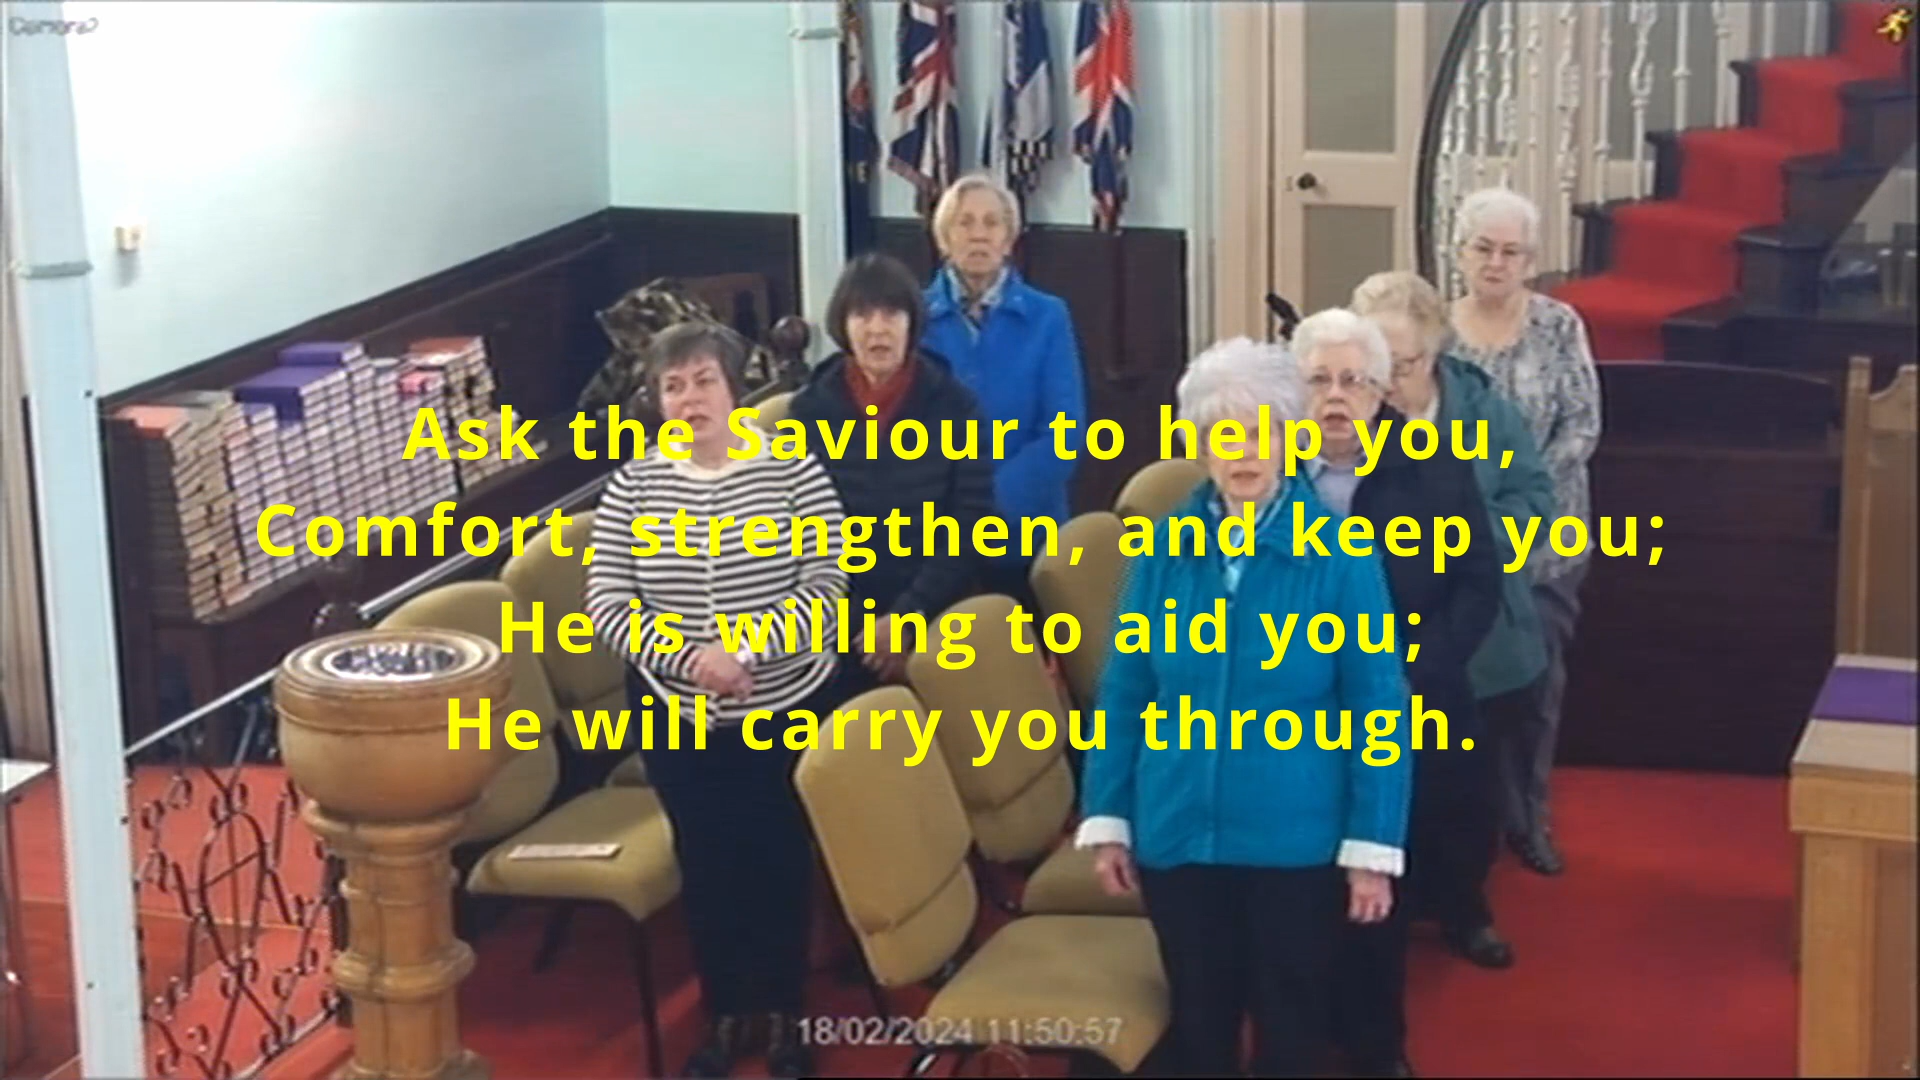 Camera2
Ask the Saviour to help you,
Comfort, strengthen, and keep you;
He is willing to aid you;
He will carry you through.
18/02/2024 11:50:57